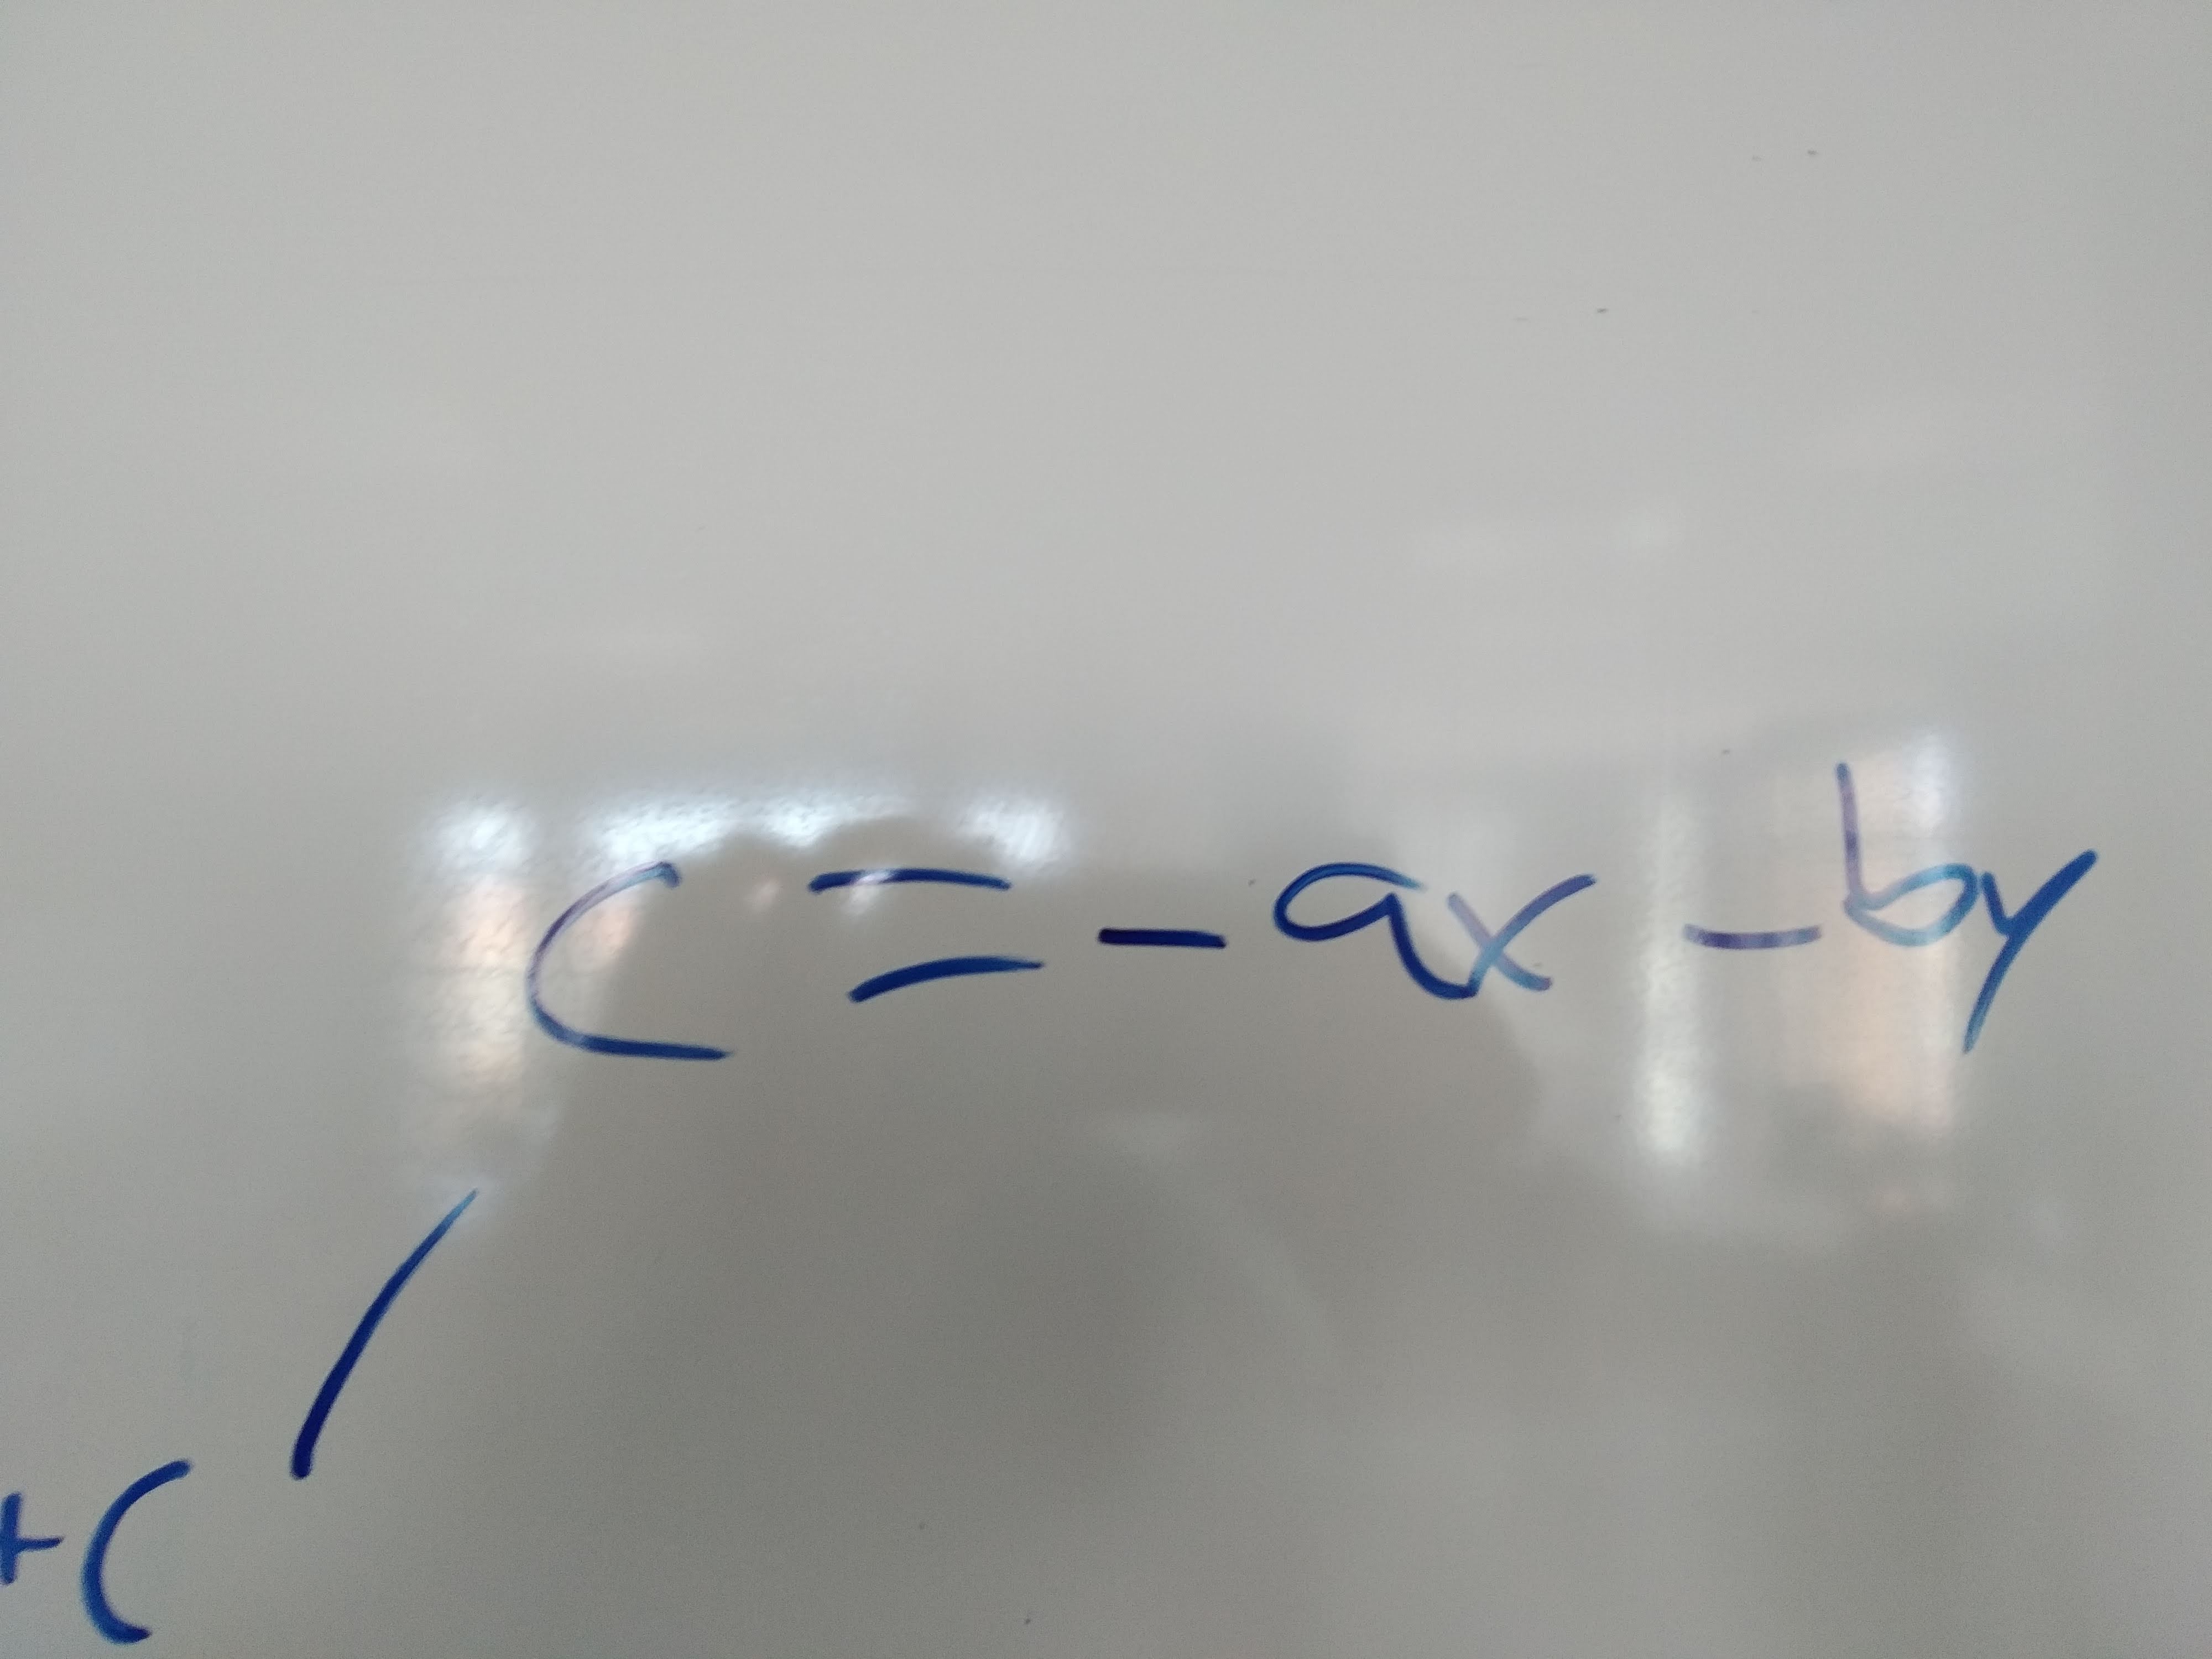 C = - ax - by
+C